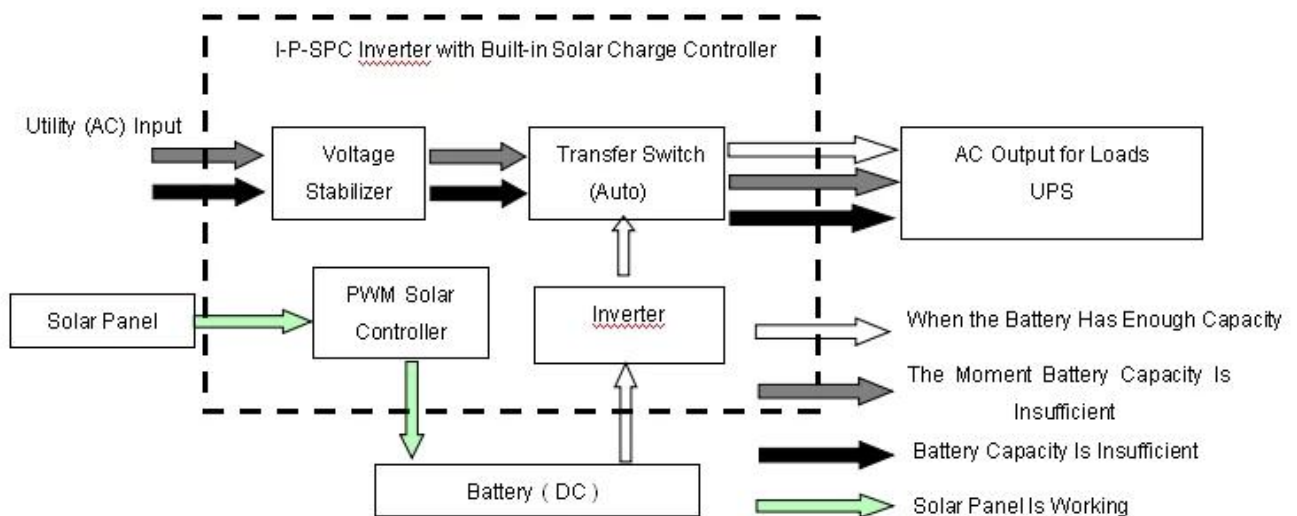 I-P-SPC Inverter with Built-in Solar Charge Controller
Utility (AC) Input
Voltage
Stabilizer
Transfer Switch
(Auto)
AC Output for Loads
UPS
Solar Panel
PWM Solar
Controller
Inverter
Battery ( DC )
When the Battery Has Enough Capacity
The Moment Battery Capacity Is
Insufficient
Battery Capacity Is Insufficient
Solar Panel Is Working